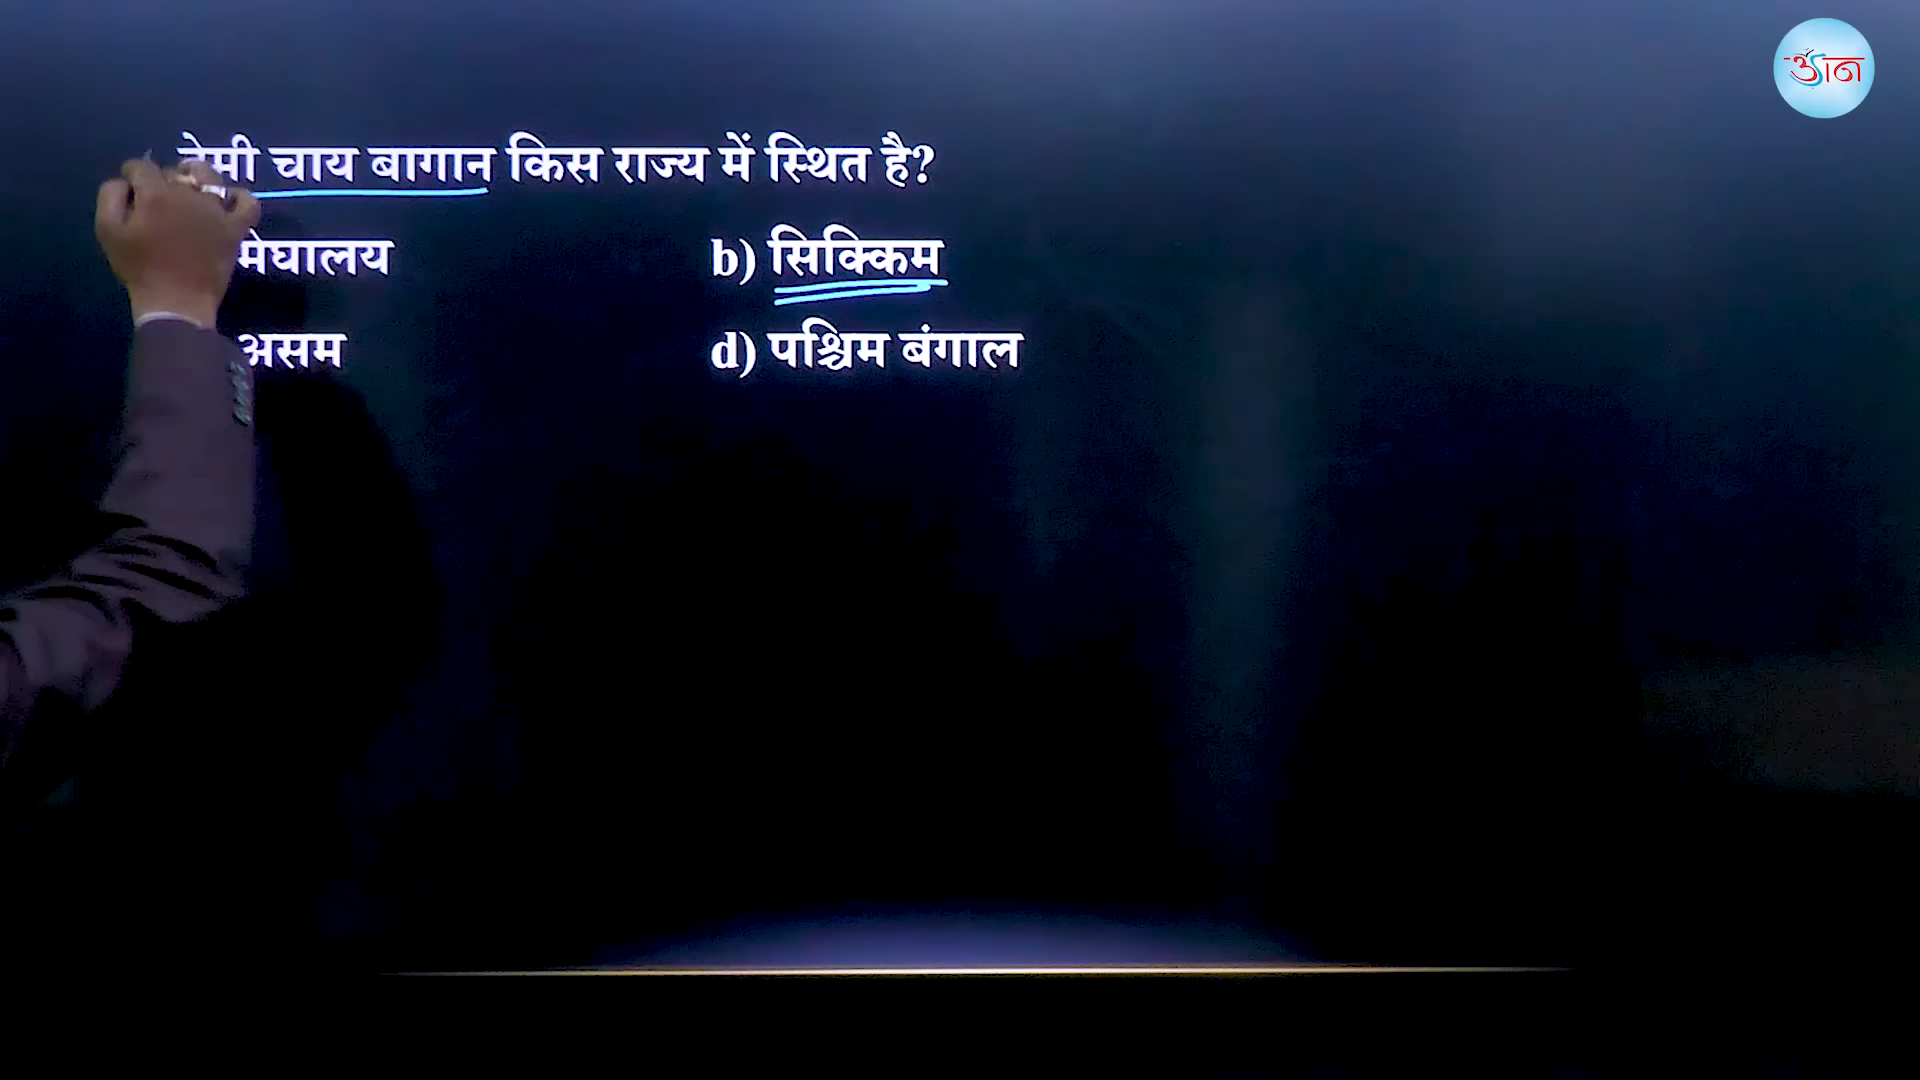 टेमी चाय बागान किस राज्य में स्थित है?
मेघालय b) सिक्किम
असम d) पश्चिम बंगाल